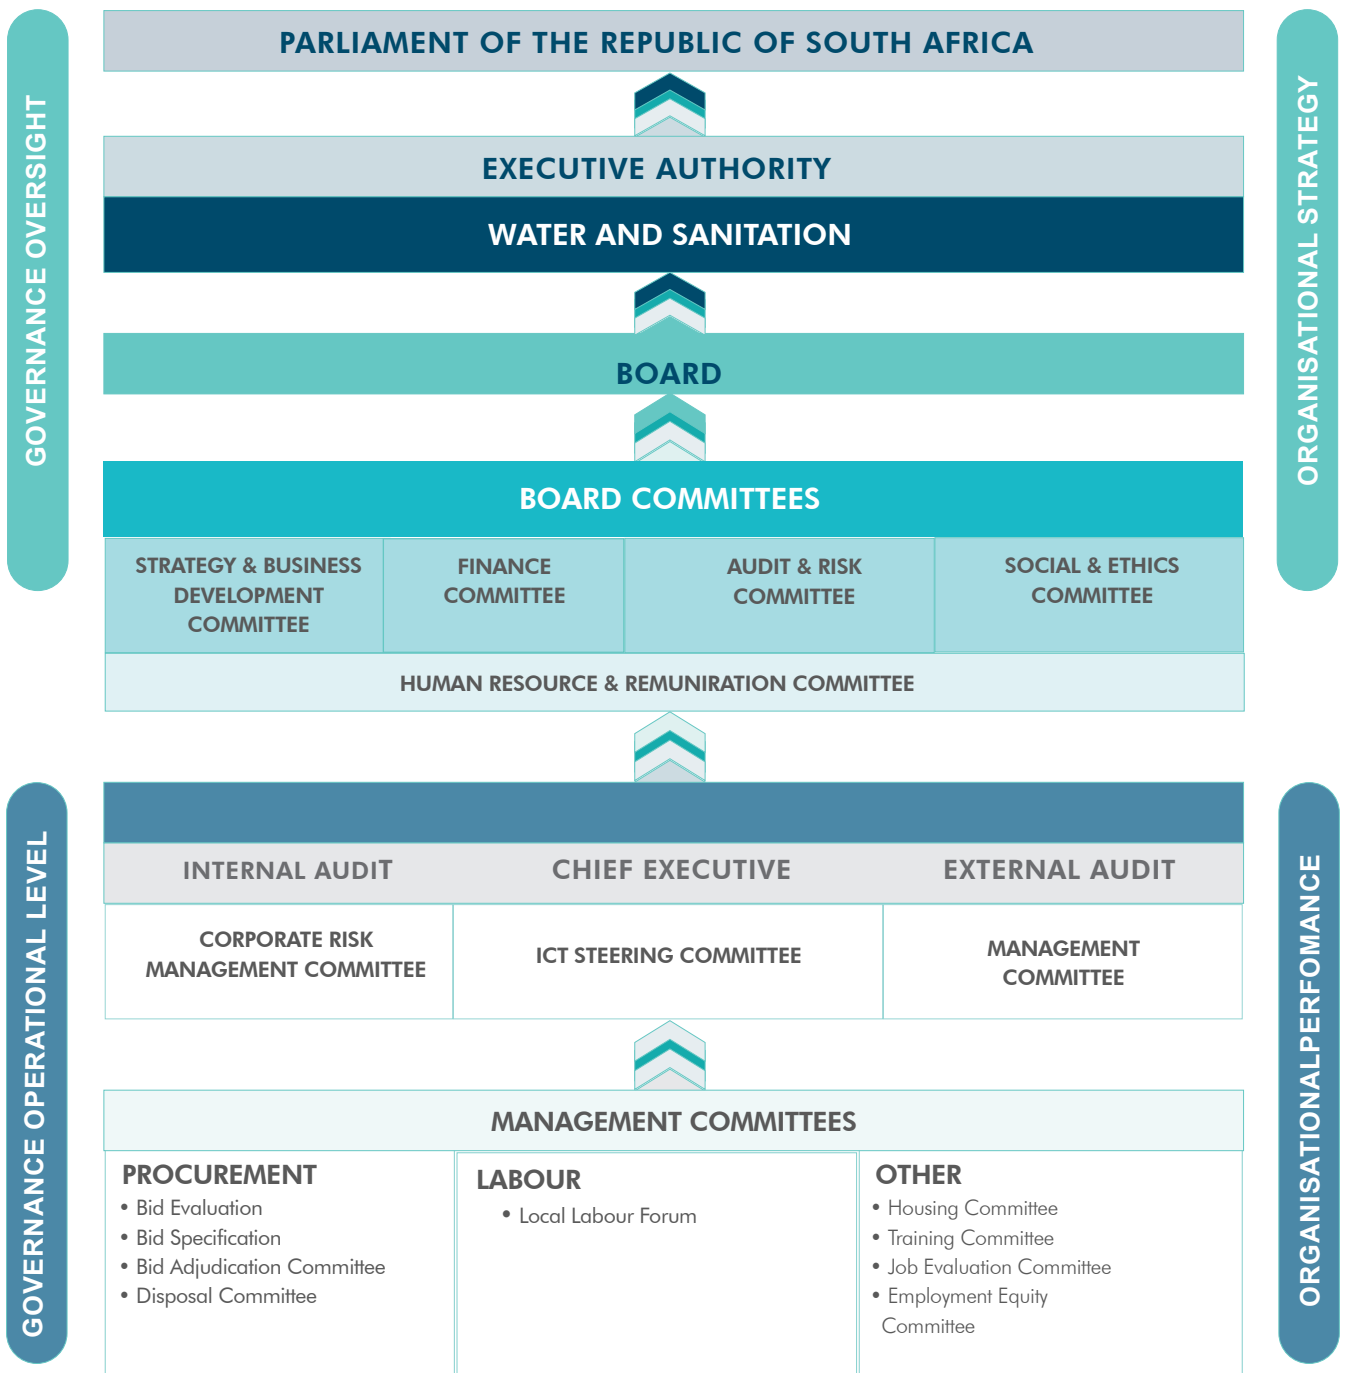 GOVERNANCE OVERSIGHT
ORGANISATIONAL STRATEGY
PARLIAMENT OF THE REPUBLIC OF SOUTH AFRICA
EXECUTIVE AUTHORITY
WATER AND SANITATION
BOARD
BOARD COMMITTEES
STRATEGY & BUSINESS
DEVELOPMENT
COMMITTEE
FINANCE
COMMITTEE
AUDIT & RISK
COMMITTEE
SOCIAL & ETHICS
COMMITTEE
HUMAN RESOURCE & REMUNIRATION COMMITTEE
GOVERNANCE OPERATIONAL LEVEL
ORGANISATIONALPERFOMANCE
INTERNAL AUDIT
CHIEF EXECUTIVE
EXTERNAL AUDIT
CORPORATE RISK
MANAGEMENT COMMITTEE
ICT STEERING COMMITTEE
MANAGEMENT
COMMITTEE
MANAGEMENT COMMITTEES
PROCUREMENT
• Bid Evaluation
• Bid Specification
• Bid Adjudication Committee
• Disposal Committee
LABOUR
• Local Labour Forum
OTHER
• Housing Committee
• Training Committee
• Job Evaluation Committee
• Employment Equity
Committee